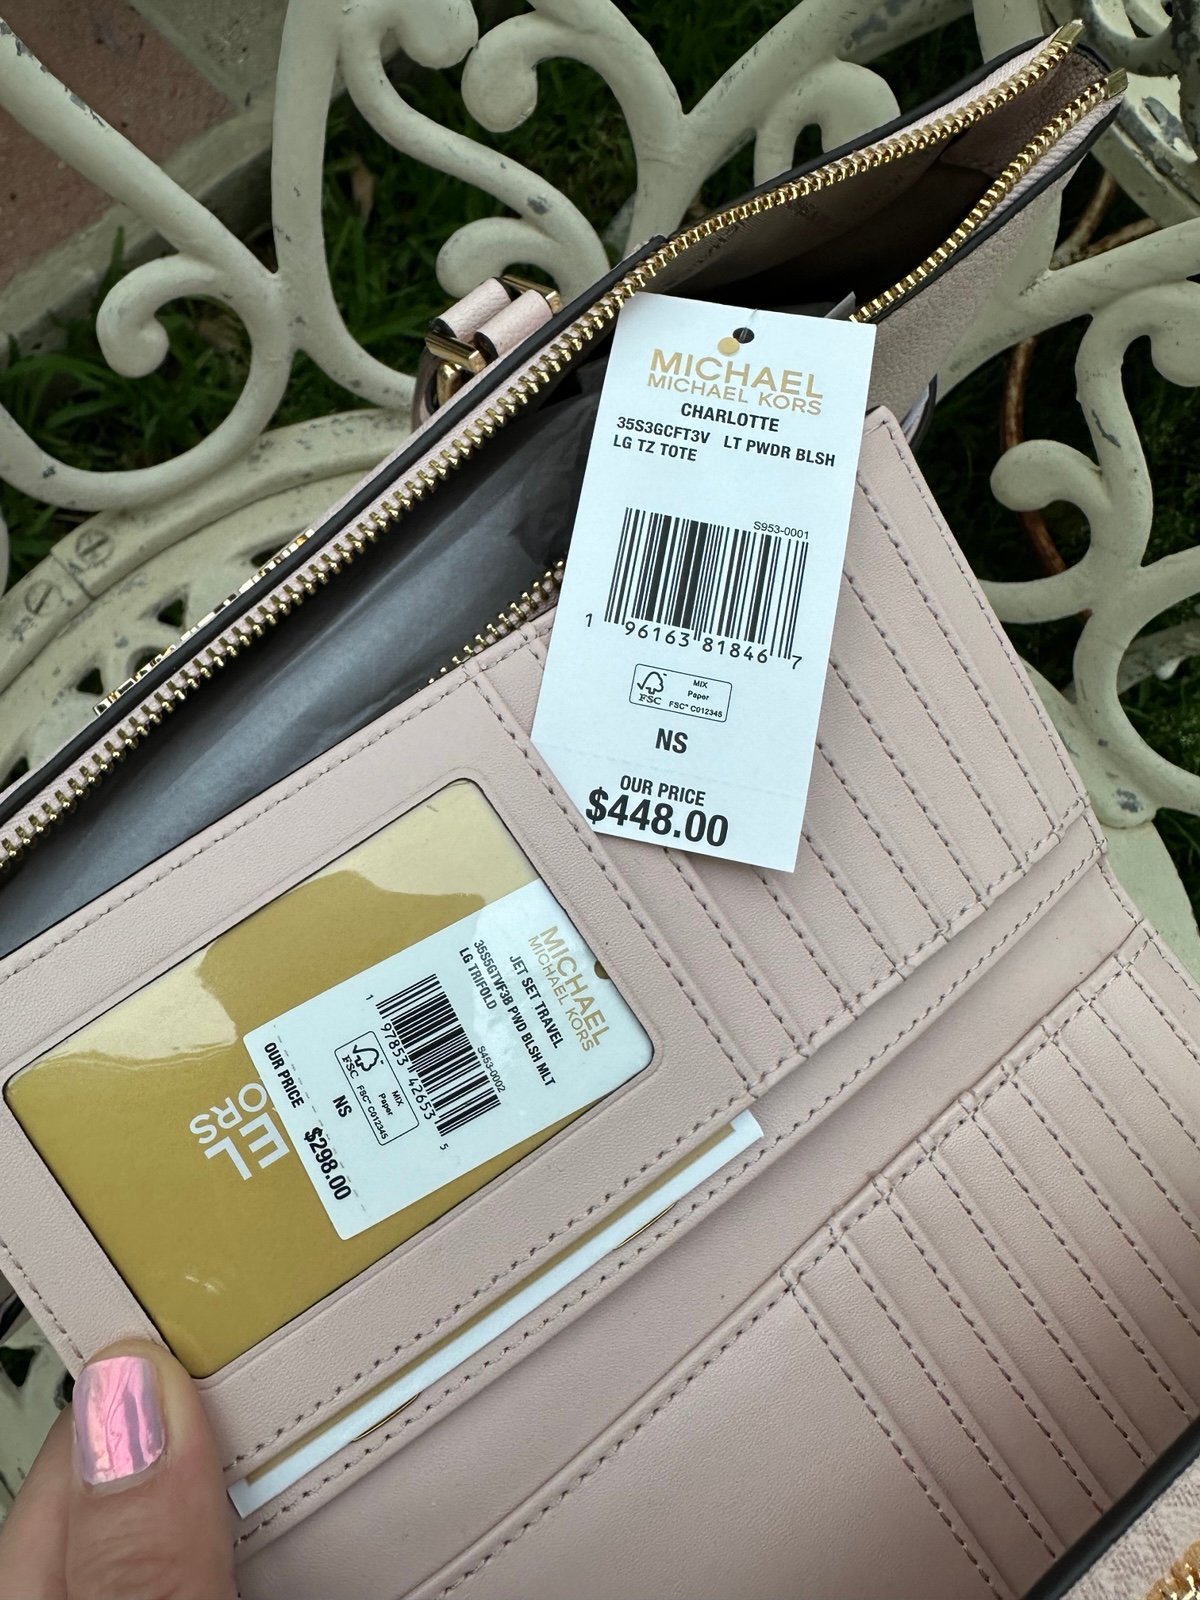 MICHAEL
MICHAEL KORS
CHARLOTTE
35S3GCFT3V LT PWDR BLSH
LG TZ TOTE
S953-0001
1 96163 81846 7
FSC
MIX
Paper
FSC™ C012345
NS
OUR PRICE
$448.00
MICHAEL
MICHAEL KORS
JET SET TRAVEL
35S5GTVF3B PWD BLSH MLT
LG TRIFOLD
S453-0002
1 97853 42653 5
FSC
MIX
Paper
FSC™ C012345
NS
OUR PRICE
$298.00